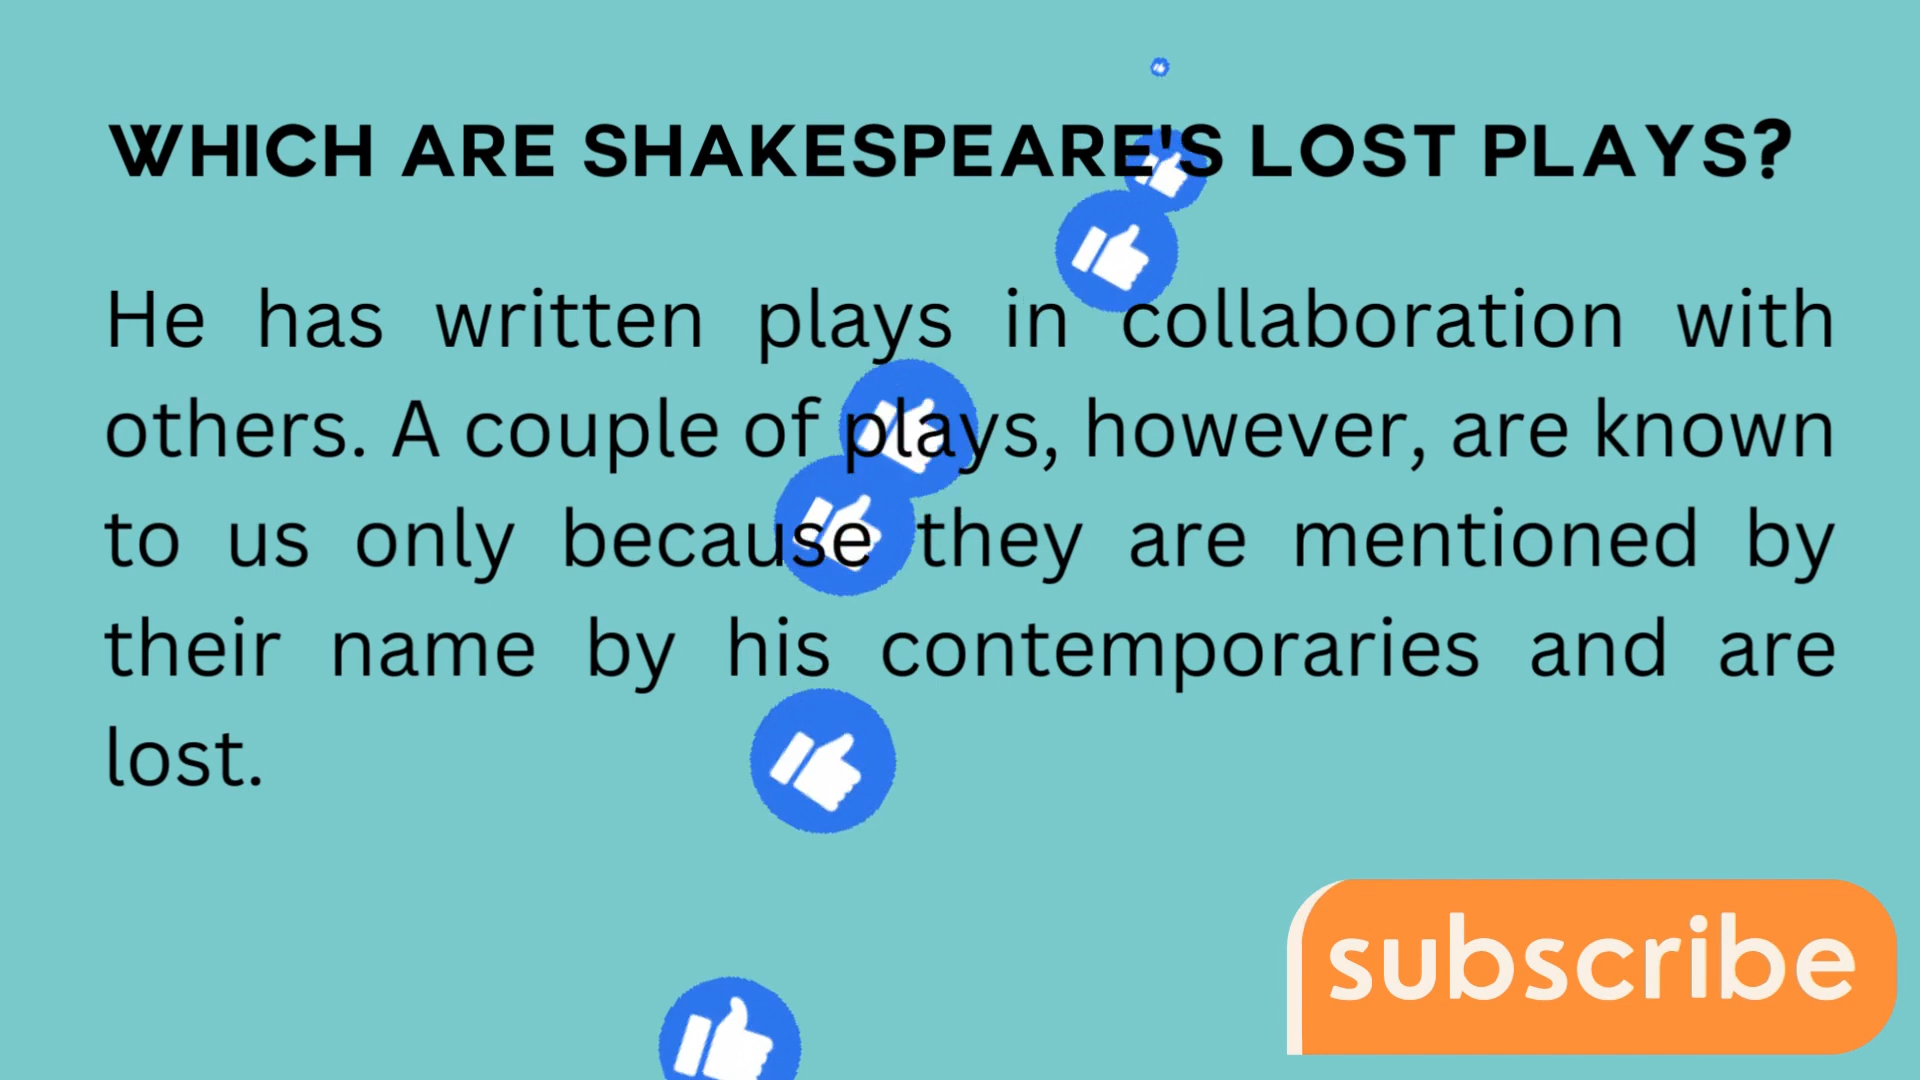 WHICH ARE SHAKESPEARE'S LOST PLAYS?
He has written plays in collaboration with
others. A couple of plays, however, are known
to us only because they are mentioned by
their name by his contemporaries and are
lost.
subscribe